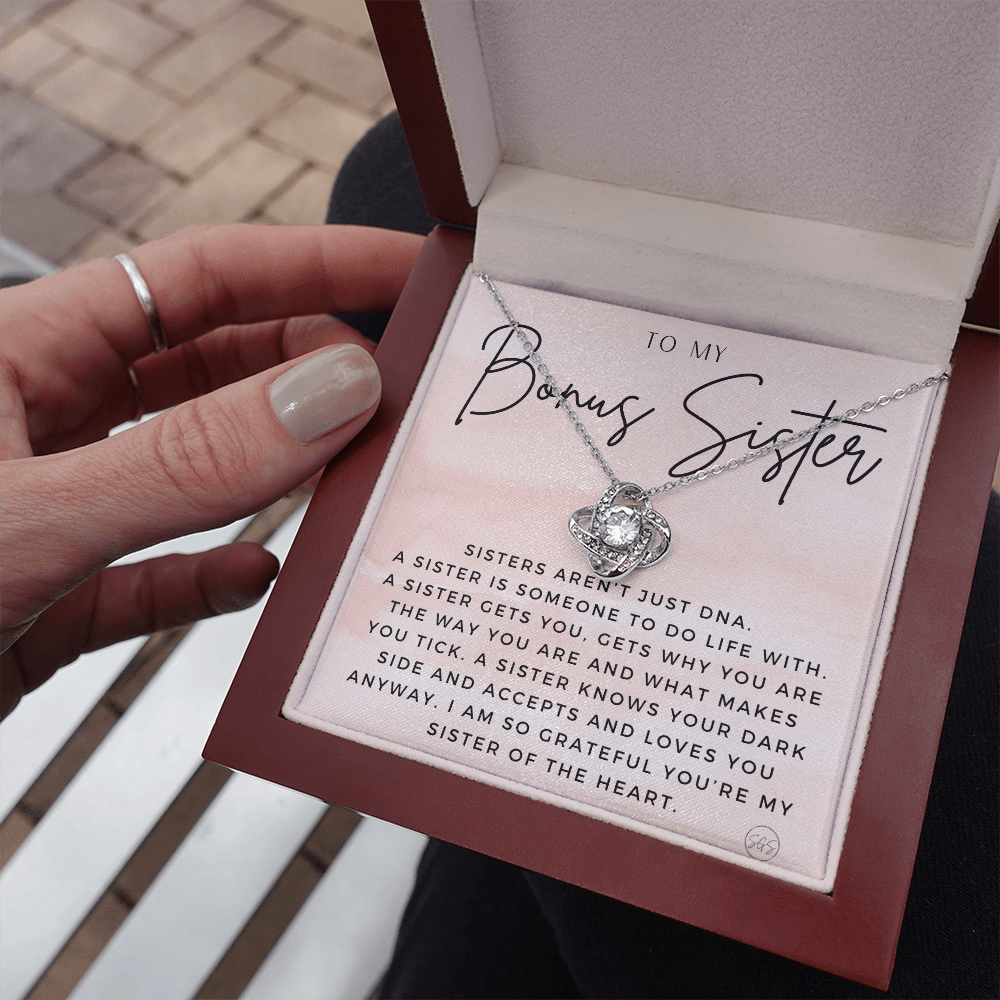 TO MY
Bonus Sister
SISTERS AREN'T JUST DNA.
A SISTER IS SOMEONE TO DO LIFE WITH.
A SISTER GETS YOU, GETS WHY YOU ARE
THE WAY YOU ARE AND WHAT MAKES
YOU TICK. A SISTER KNOWS YOUR DARK
SIDE AND ACCEPTS AND LOVES YOU
ANYWAY. I AM SO GRATEFUL YOU'RE MY
SISTER OF THE HEART.
SGS